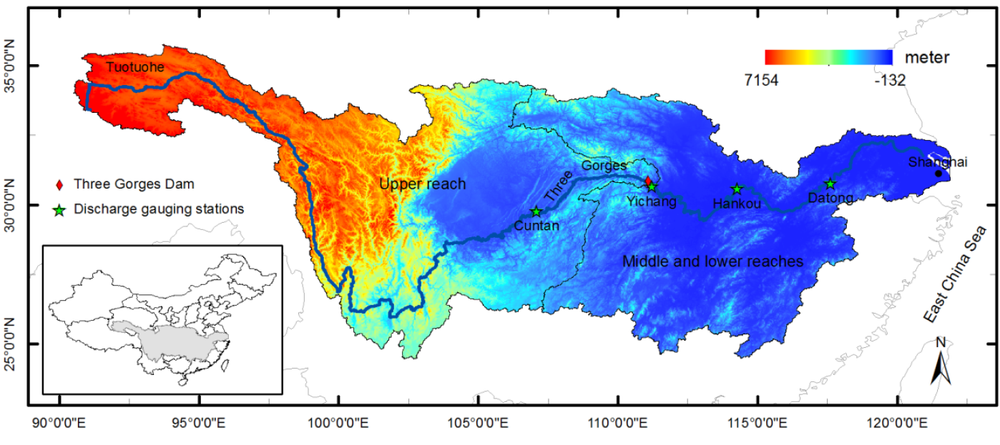 35°0'0"N
30°0'0"N
25°0'0"N
Tuotuohe
7154
-132
meter
Three Gorges Dam
Discharge gauging stations
Upper reach
Three
Gorges
Cuntan
Yichang
Hankou
Datong
Shanghai
Middle and lower reaches
East China Sea
N
90°0'0"E
95°0'0"E
100°0'0"E
105°0'0"E
110°0'0"E
115°0'0"E
120°0'0"E